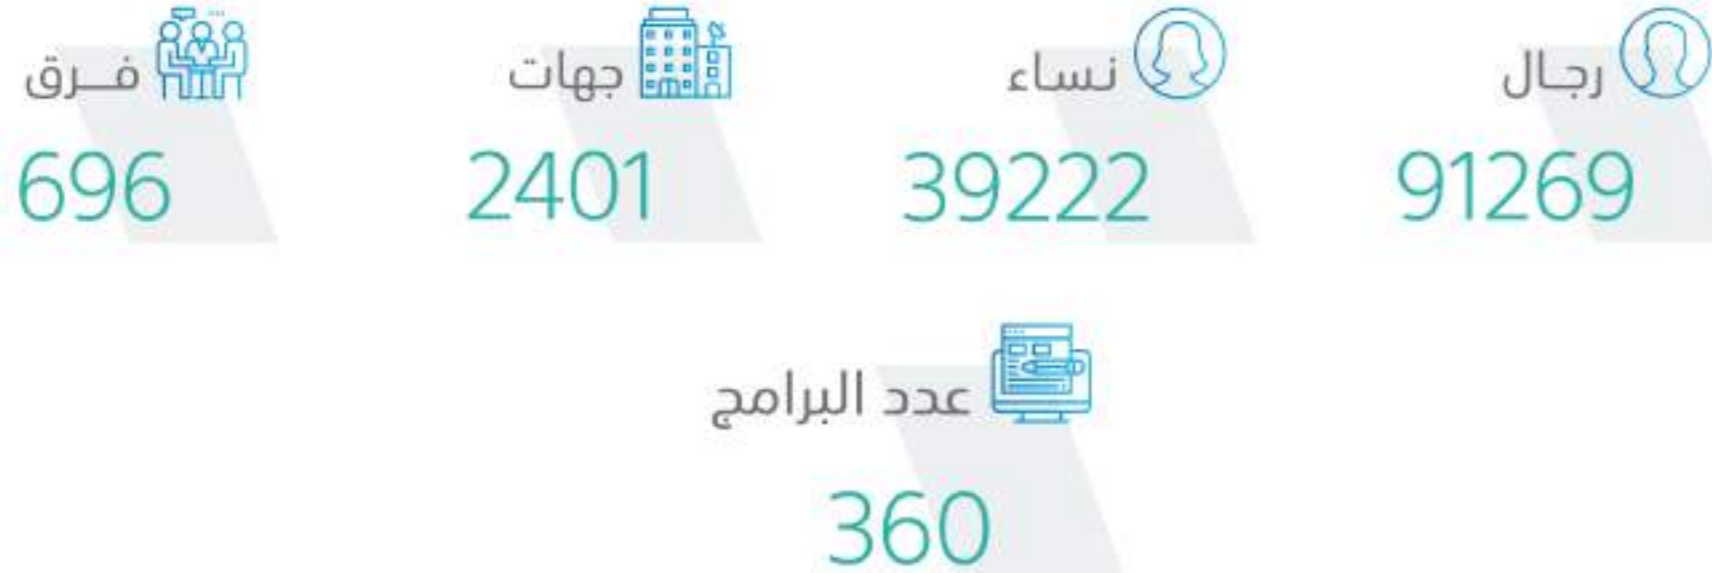 رجال
91269
نساء
39222
جهات
2401
فرق
696
عدد البرامج
360